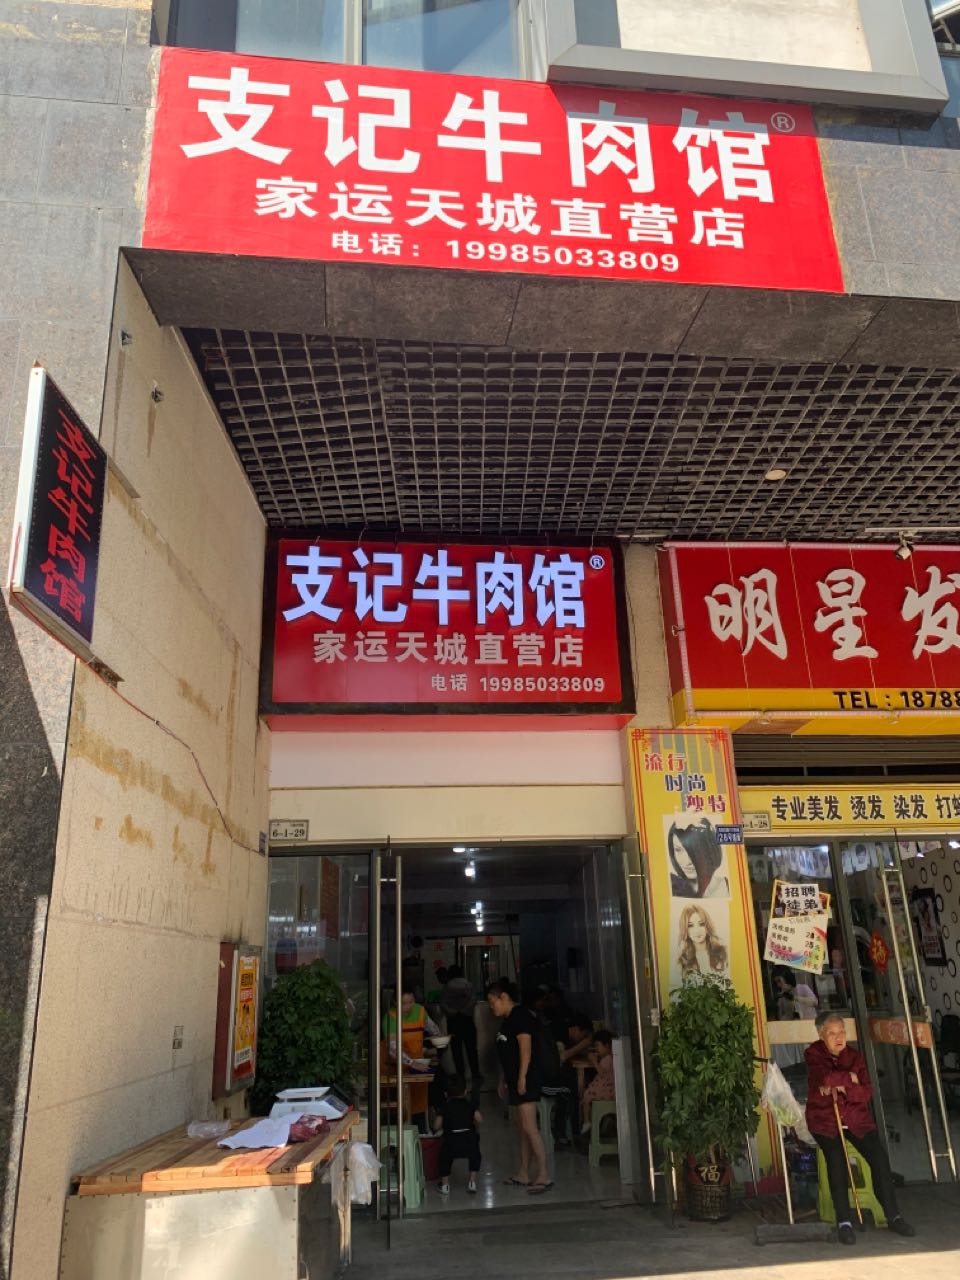 支记牛肉馆®
家运天城直营店
电话：19985033809
支记牛肉馆
支记牛肉馆®
家运天城直营店
电话 19985033809
明星发
TEL：18788
流行
时尚
独特
6-1-29
6-1-28
专业美发 烫发 染发 打
招聘
徒弟
福
福